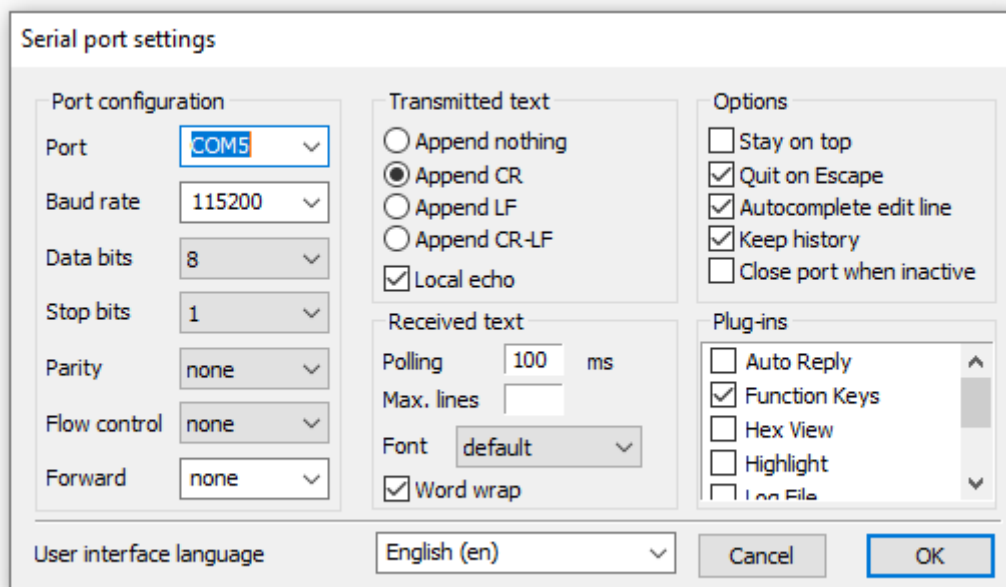 Serial port settings
Port configuration
Port COM5
Baud rate 115200
Data bits 8
Stop bits 1
Parity none
Flow control none
Forward none
Transmitted text
Append nothing
Append CR
Append LF
Append CR-LF
Local echo
Received text
Polling 100 ms
Max. lines
Font default
Word wrap
Options
Stay on top
Quit on Escape
Autocomplete edit line
Keep history
Close port when inactive
Plug-ins
Auto Reply
Function Keys
Hex View
Highlight
Log File
User interface language English (en) Cancel OK